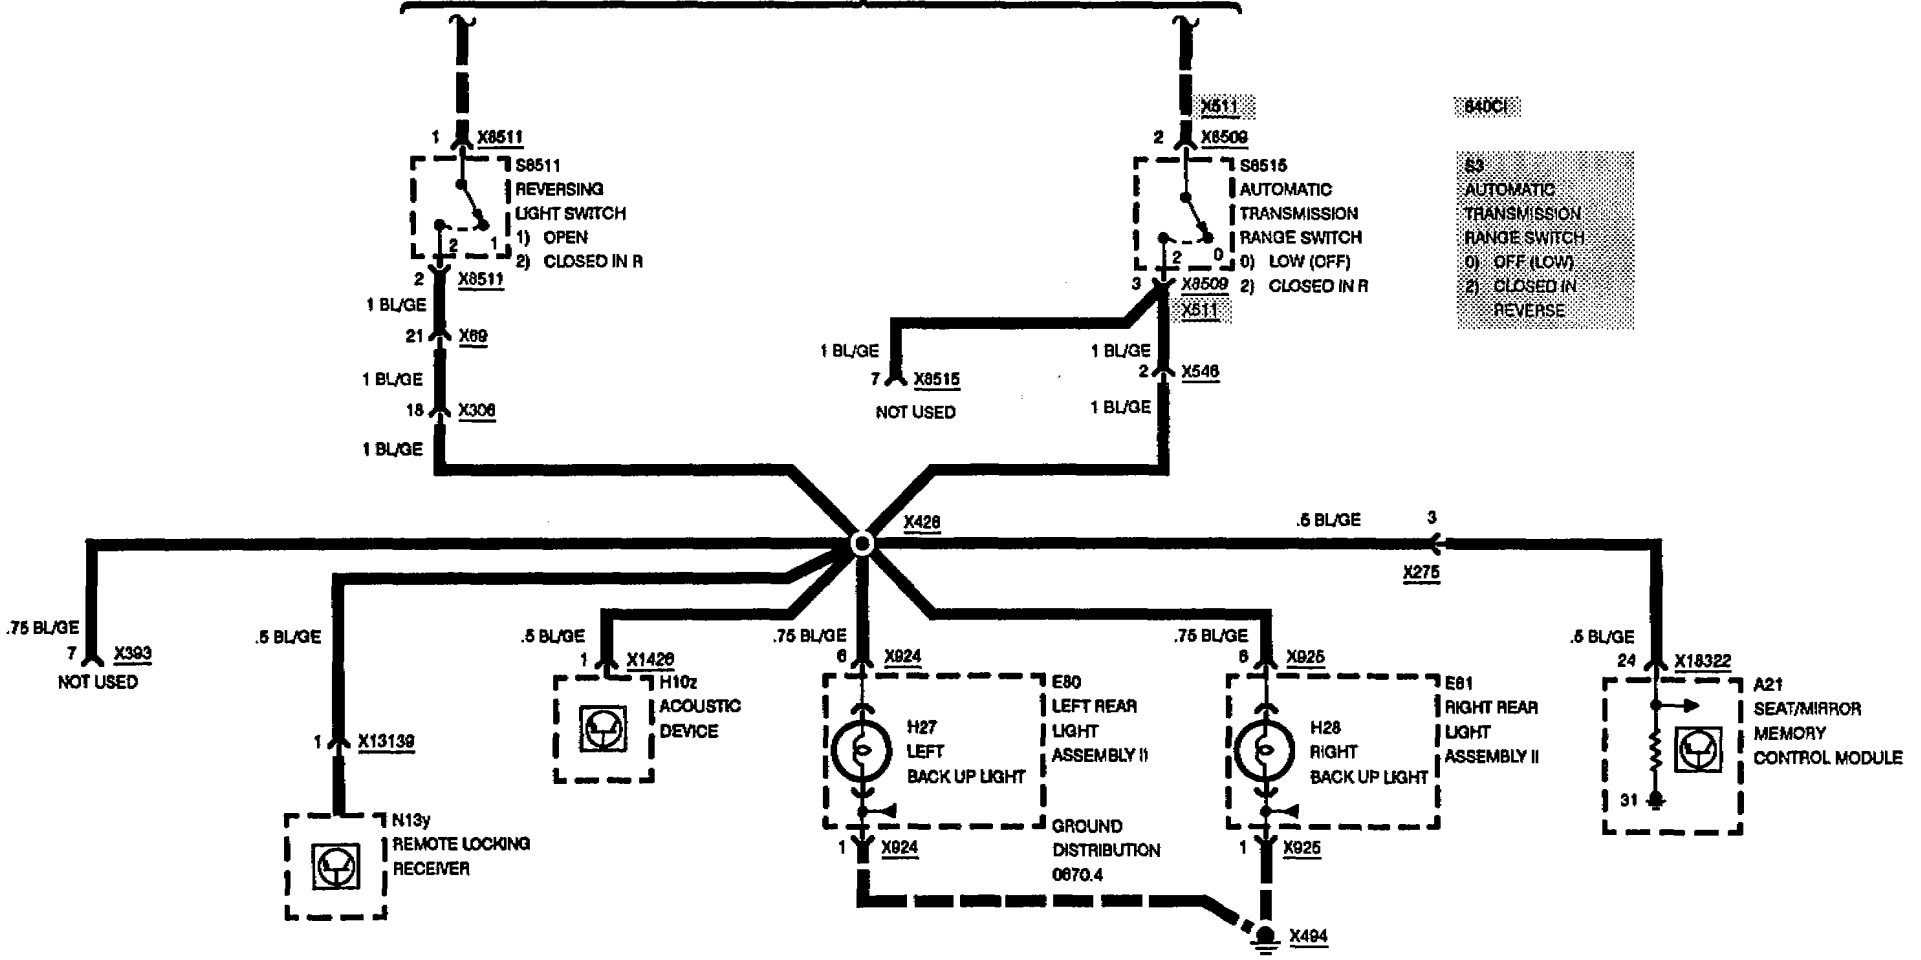 X511
840Ci
1
X8511
2
X8509
S8511
REVERSING
LIGHT SWITCH
1) OPEN
2) CLOSED IN R
2
1
S8515
AUTOMATIC
TRANSMISSION
RANGE SWITCH
0) LOW (OFF)
2) CLOSED IN R
2
0
S3
AUTOMATIC
TRANSMISSION
RANGE SWITCH
0) OFF (LOW)
2) CLOSED IN
REVERSE
2
X8511
3
X8509
X511
1 BL/GE
21
X69
1 BL/GE
18
X306
1 BL/GE
1 BL/GE
7
X8515
NOT USED
1 BL/GE
2
X546
1 BL/GE
X428
.5 BL/GE
3
X275
.75 BL/GE
7
X393
NOT USED
.5 BL/GE
1
X13139
N13y
REMOTE LOCKING
RECEIVER
.5 BL/GE
1
X1426
H10z
ACOUSTIC
DEVICE
.75 BL/GE
6
X924
E80
LEFT REAR
LIGHT
ASSEMBLY II
H27
LEFT
BACK UP LIGHT
1
X924
GROUND
DISTRIBUTION
0670.4
.75 BL/GE
6
X925
E81
RIGHT REAR
LIGHT
ASSEMBLY II
H28
RIGHT
BACK UP LIGHT
1
X925
X494
.5 BL/GE
24
X18322
A21
SEAT/MIRROR
MEMORY
CONTROL MODULE
31